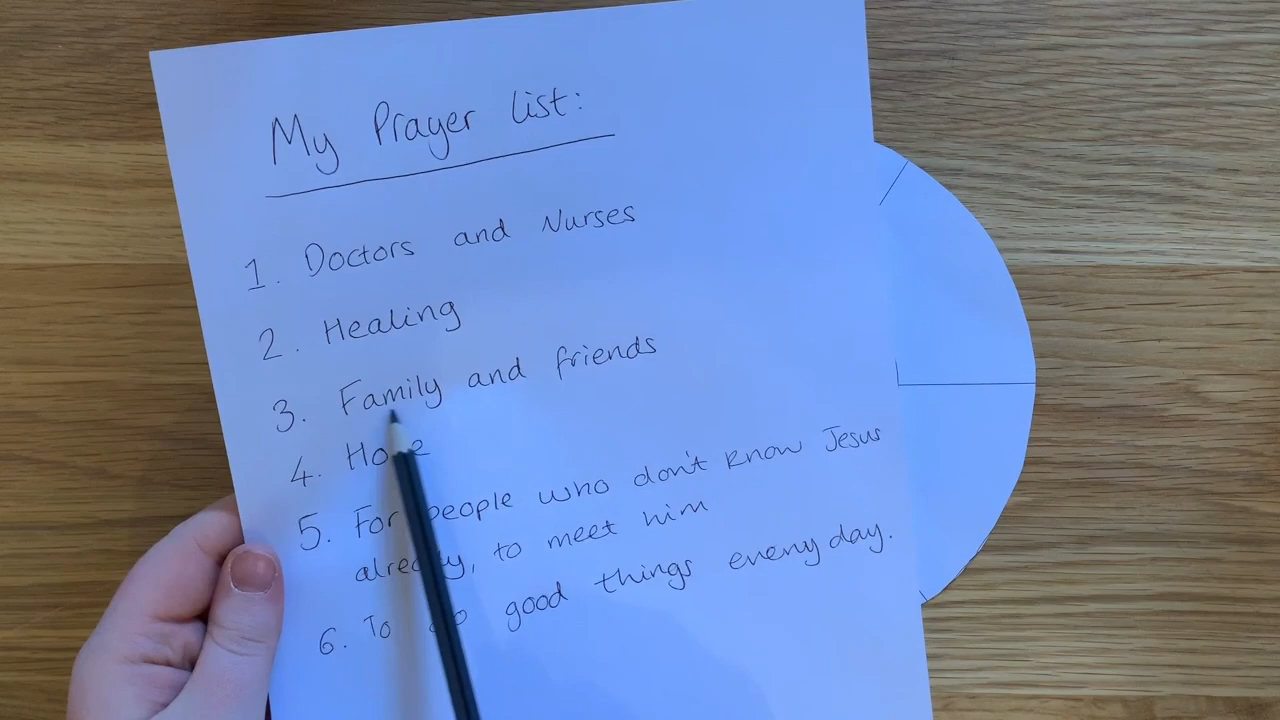 My Prayer list:
1. Doctors and Nurses
2. Healing
3. Family and friends
4.
5. For people who don't know Jesus
already, to meet him
6. To do good things every day.